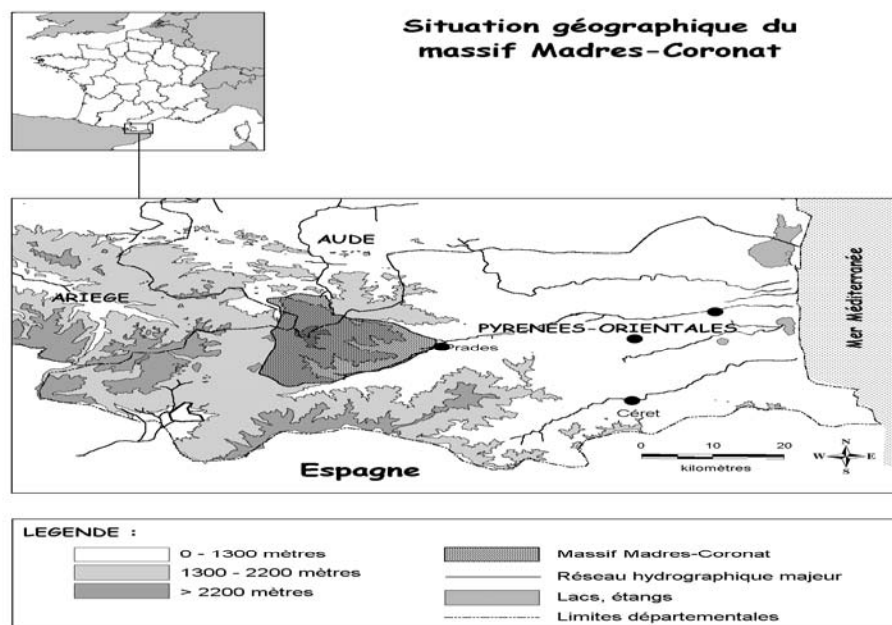 Situation géographique du
massif Madres-Coronat
AUDE
ARIEGE
PYRENEES-ORIENTALES
Prades
Céret
Mer Méditerranée
Espagne
0 10 20
kilomètres
N
W E
S
LEGENDE :
0 - 1300 mètres
1300 - 2200 mètres
> 2200 mètres
Massif Madres-Coronat
Réseau hydrographique majeur
Lacs, étangs
Limites départementales